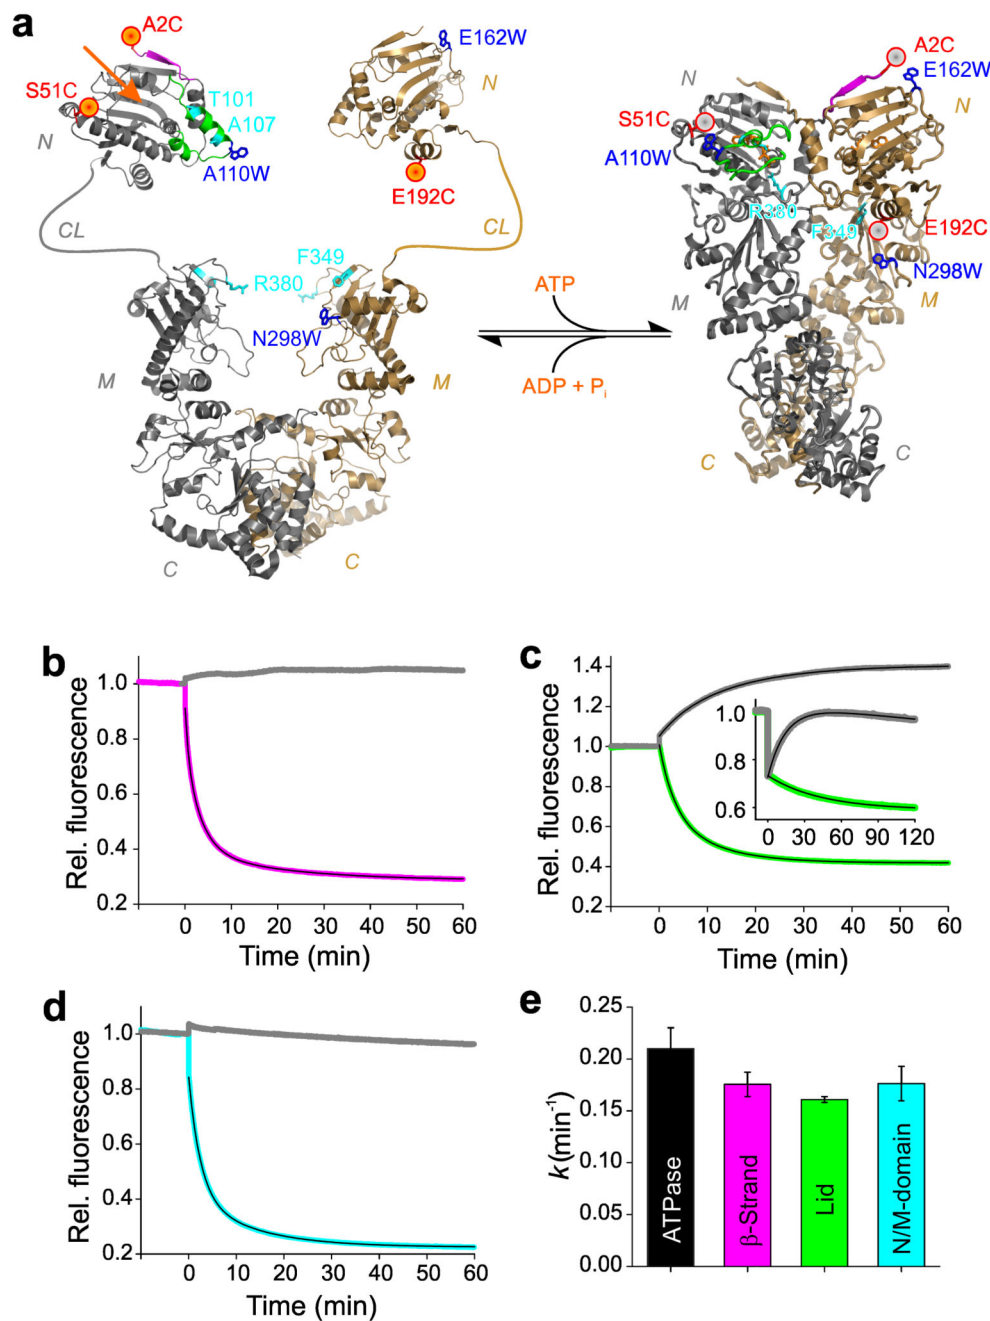 a
A2C
E162W
S51C
T101
A107
A110W
N
N
E192C
CL
CL
F349
R380
N298W
M
M
C
C
ATP
ADP + Pi
A2C
E162W
N
N
S51C
A110W
R380
F349
E192C
N298W
M
M
C
C
b
Rel. fluorescence
1.0
0.8
0.6
0.4
0.2
0 10 20 30 40 50 60
Time (min)
c
Rel. fluorescence
1.4
1.2
1.0
0.8
0.6
0.4
0.2
0 10 20 30 40 50 60
Time (min)
1.0
0.8
0.6
0 30 60 90 120
d
Rel. fluorescence
1.0
0.8
0.6
0.4
0.2
0 10 20 30 40 50 60
Time (min)
e
k (min⁻¹)
0.25
0.20
0.15
0.10
0.05
0.00
ATPase
β-Strand
Lid
N/M-domain